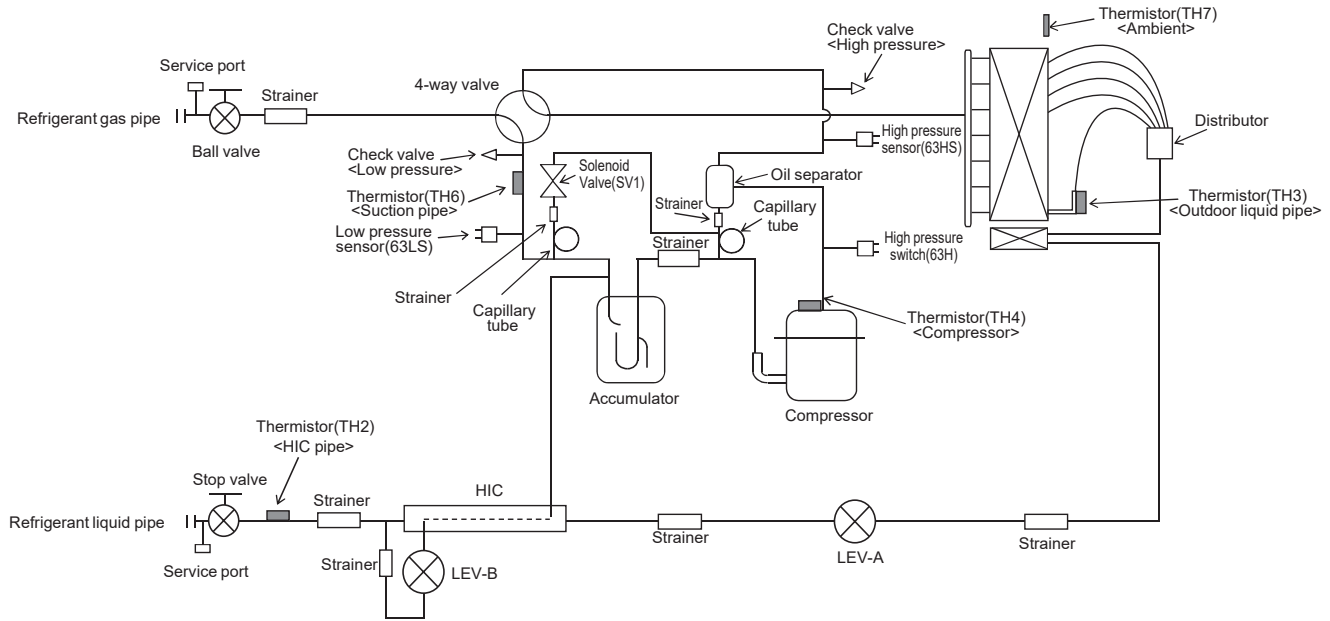 Thermistor(TH7)
<Ambient>
Check valve
<High pressure>
Service port
4-way valve
Strainer
Refrigerant gas pipe
Ball valve
Distributor
High pressure
sensor(63HS)
Check valve
<Low pressure>
Solenoid
Valve(SV1)
Oil separator
Thermistor(TH6)
<Suction pipe>
Strainer
Capillary
tube
Thermistor(TH3)
<Outdoor liquid pipe>
Low pressure
sensor(63LS)
Strainer
High pressure
switch(63H)
Strainer
Capillary
tube
Thermistor(TH4)
<Compressor>
Accumulator
Compressor
Thermistor(TH2)
<HIC pipe>
Stop valve
Strainer
HIC
Refrigerant liquid pipe
Strainer
Strainer
LEV-A
Service port
Strainer
LEV-B